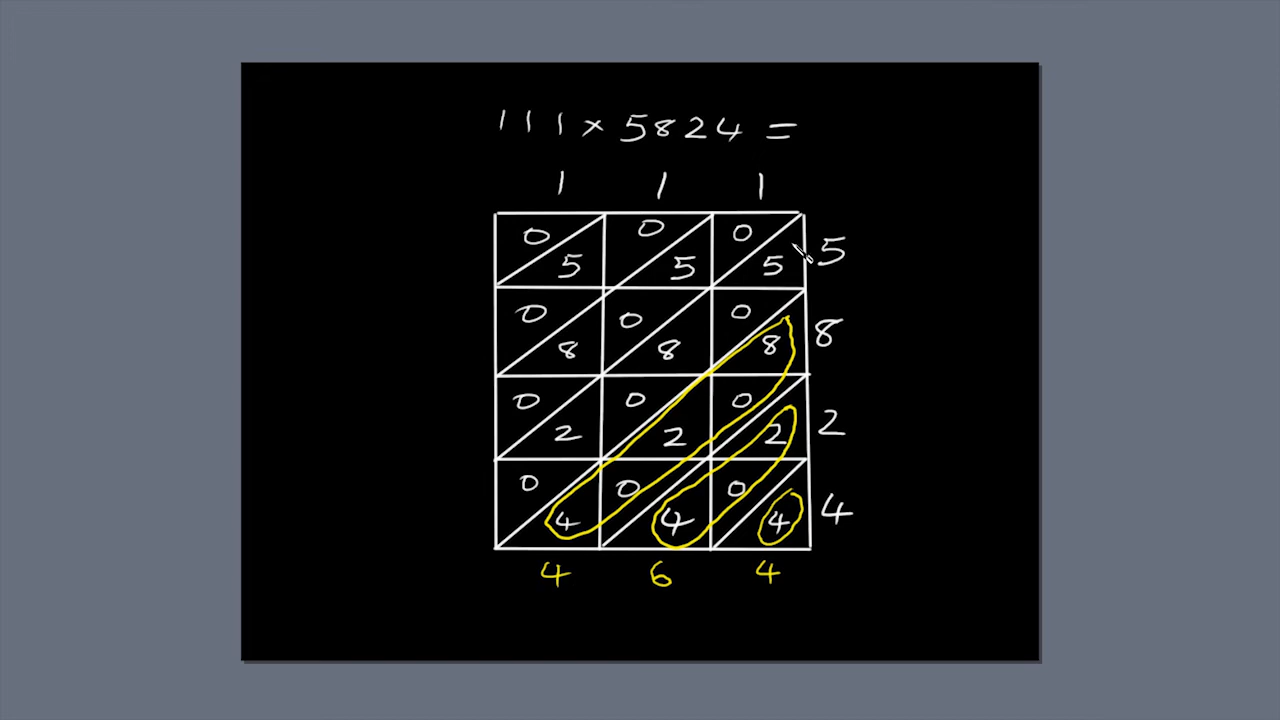 111 × 5824 =
1 1 1
0 0 0
5 5 5 5
0 0 0
8 8 8 8
0 0 0
2 2 2 2
0 0 0
4 4 4 4
4 6 4